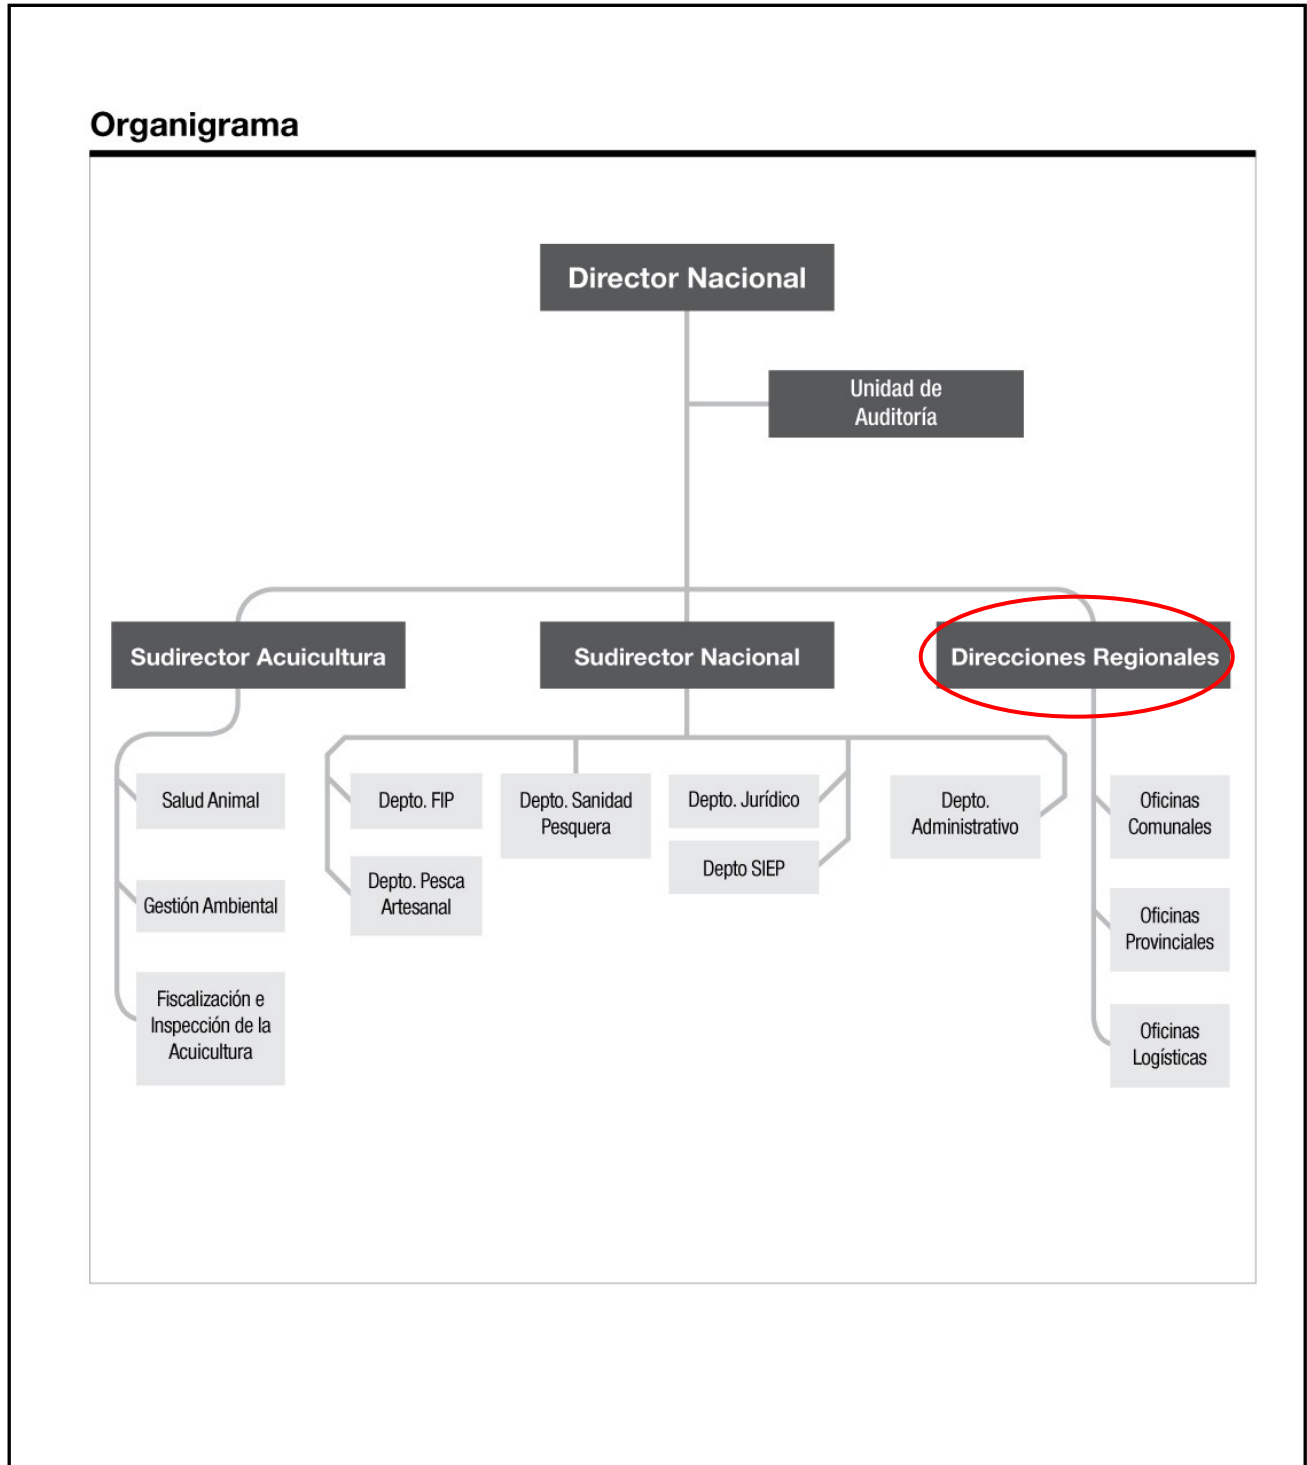 Organigrama
Director Nacional
Unidad de
Auditoría
Sudirector Acuicultura
Sudirector Nacional
Direcciones Regionales
Salud Animal
Gestión Ambiental
Fiscalización e
Inspección de la
Acuicultura
Depto. FIP
Depto. Pesca
Artesanal
Depto. Sanidad
Pesquera
Depto. Jurídico
Depto SIEP
Depto.
Administrativo
Oficinas
Comunales
Oficinas
Provinciales
Oficinas
Logísticas